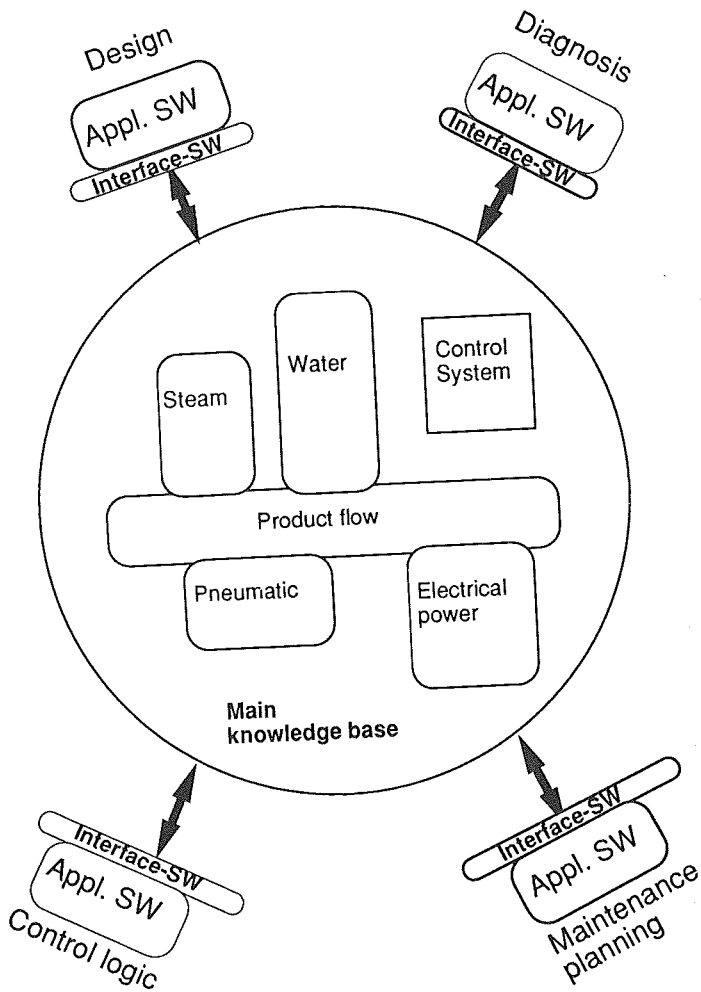 Design
Appl. SW
Interface-SW
Diagnosis
Appl. SW
Interface-SW
Steam
Water
Control
System
Product flow
Pneumatic
Electrical
power
Main
knowledge base
Interface-SW
Appl. SW
Control logic
Interface-SW
Appl. SW
Maintenance
planning